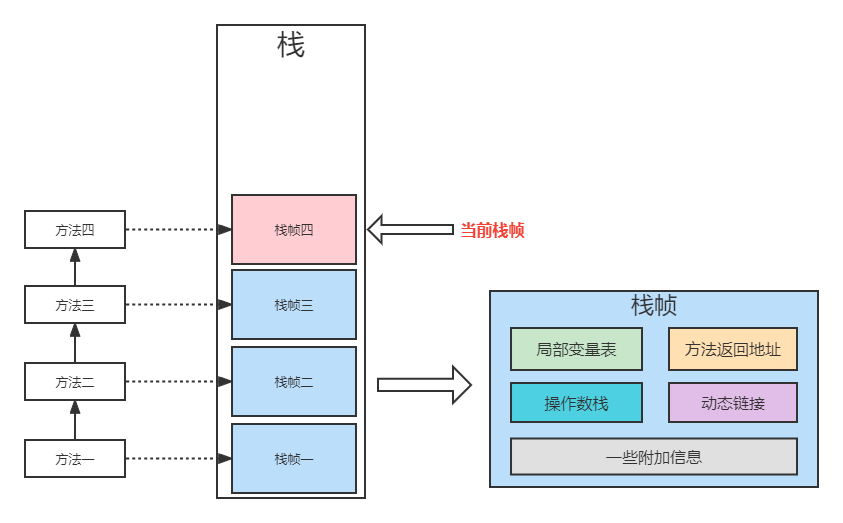 栈
方法四
栈帧四
当前栈帧
方法三
栈帧三
方法二
栈帧二
方法一
栈帧一
栈帧
局部变量表
方法返回地址
操作数栈
动态链接
一些附加信息